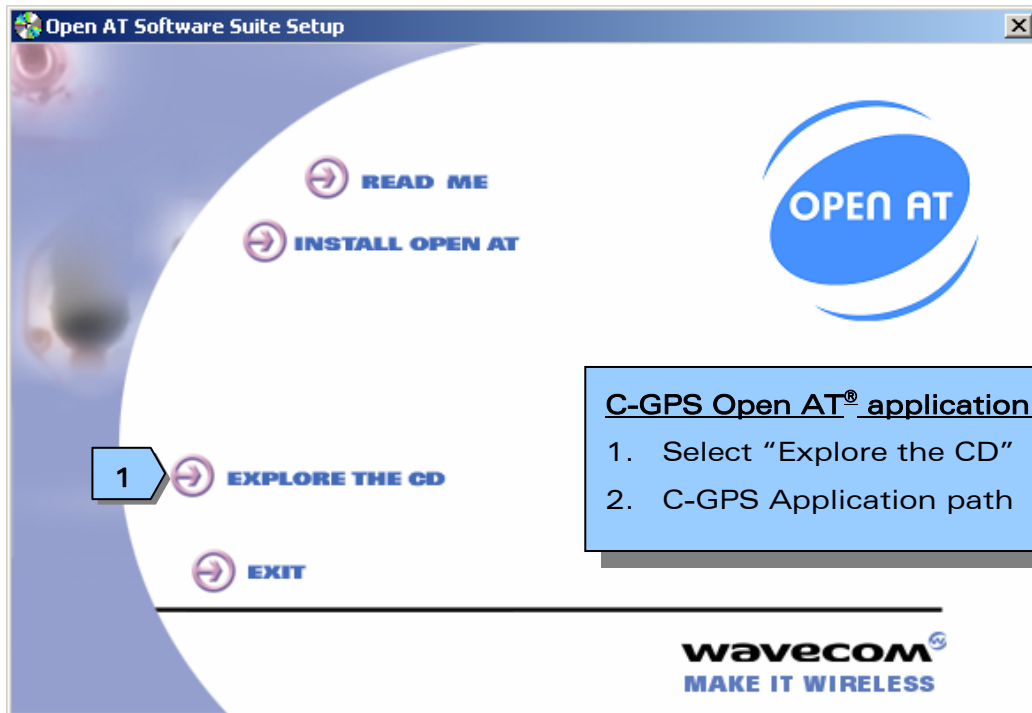 Open AT Software Suite Setup
READ ME
OPEN AT
INSTALL OPEN AT
C-GPS Open AT® application
1. Select “Explore the CD”
2. C-GPS Application path
1
EXPLORE THE CD
EXIT
wavecom
MAKE IT WIRELESS